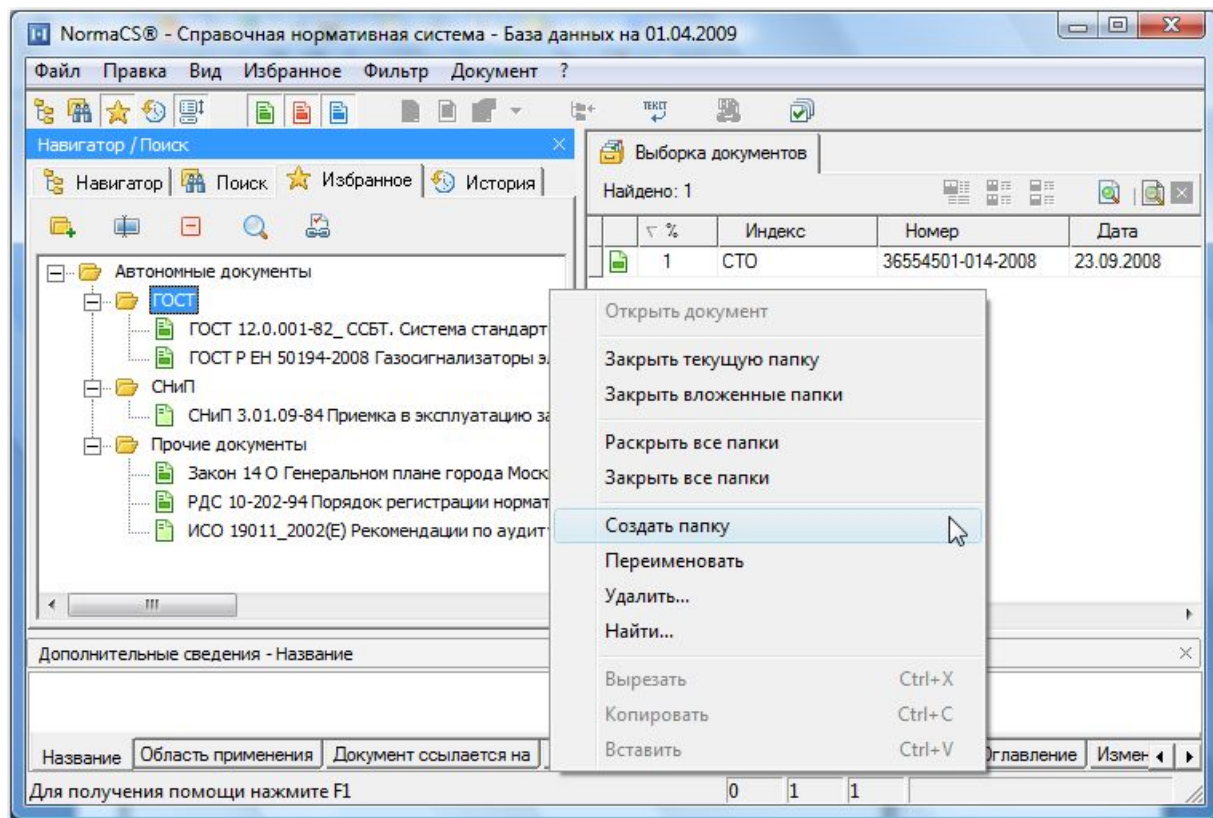 NormaCS® - Справочная нормативная система - База данных на 01.04.2009
Файл Правка Вид Избранное Фильтр Документ ?
ТЕКСТ
Навигатор / Поиск
Навигатор Поиск Избранное История
Выборка документов
Найдено: 1
% Индекс Номер Дата
1 СТО 36554501-014-2008 23.09.2008
Автономные документы
ГОСТ
ГОСТ 12.0.001-82_ ССБТ. Система стандарт
ГОСТ Р ЕН 50194-2008 Газосигнализаторы э
СНиП
СНиП 3.01.09-84 Приемка в эксплуатацию за
Прочие документы
Закон 14 О Генеральном плане города Моск
РДС 10-202-94 Порядок регистрации нормат
ИСО 19011_2002(E) Рекомендации по аудит
Открыть документ
Закрыть текущую папку
Закрыть вложенные папки
Раскрыть все папки
Закрыть все папки
Создать папку
Переименовать
Удалить...
Найти...
Вырезать Ctrl+X
Копировать Ctrl+C
Вставить Ctrl+V
Дополнительные сведения - Название
Название Область применения Документ ссылается на Оглавление Измен
Для получения помощи нажмите F1 0 1 1